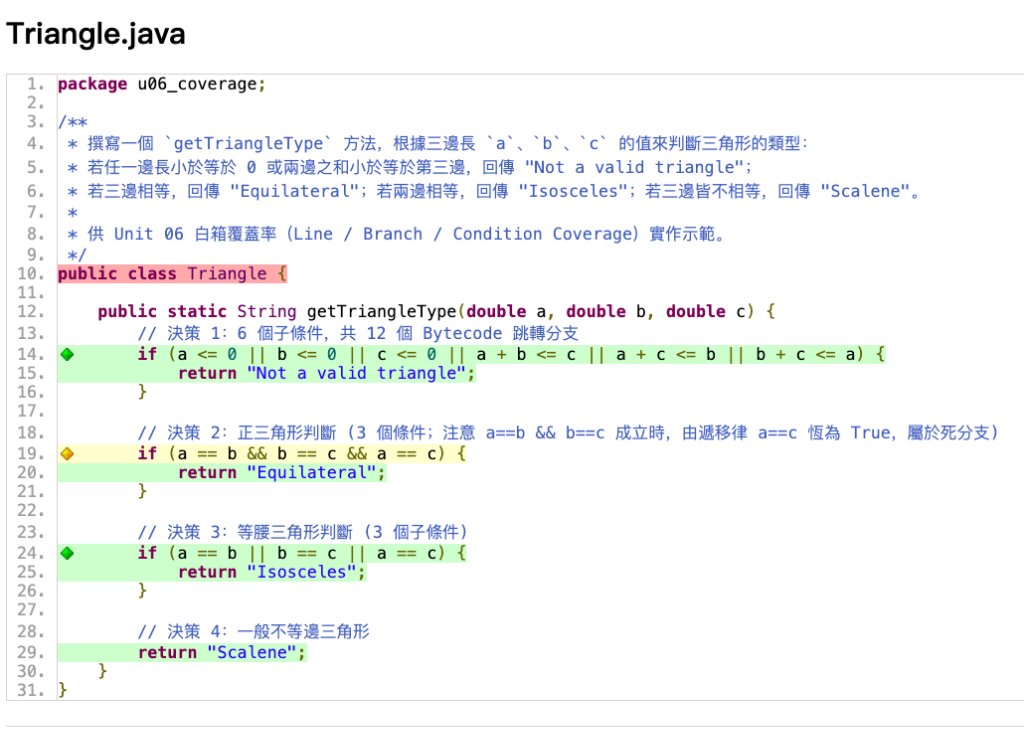 Triangle.java
1. package u06_coverage;
2.
3. /**
4.  * 撰寫一個 `getTriangleType` 方法，根據三邊長 `a`、`b`、`c` 的值來判斷三角形的類型：
5.  * 若任一邊長小於等於 0 或兩邊之和小於等於第三邊，回傳 "Not a valid triangle"；
6.  * 若三邊相等，回傳 "Equilateral"；若兩邊相等，回傳 "Isosceles"；若三邊皆不相等，回傳 "Scalene"。
7.  *
8.  * 供 Unit 06 白箱覆蓋率（Line / Branch / Condition Coverage）實作示範。
9.  */
10. public class Triangle {
11.
12.     public static String getTriangleType(double a, double b, double c) {
13.         // 決策 1：6 個子條件，共 12 個 Bytecode 跳轉分支
14.         if (a <= 0 || b <= 0 || c <= 0 || a + b <= c || a + c <= b || b + c <= a) {
15.             return "Not a valid triangle";
16.         }
17.
18.         // 決策 2：正三角形判斷 (3 個條件；注意 a==b && b==c 成立時，由遞移律 a==c 恆為 True，屬於死分支)
19.         if (a == b && b == c && a == c) {
20.             return "Equilateral";
21.         }
22.
23.         // 決策 3：等腰三角形判斷 (3 個子條件)
24.         if (a == b || b == c || a == c) {
25.             return "Isosceles";
26.         }
27.
28.         // 決策 4：一般不等邊三角形
29.         return "Scalene";
30.     }
31. }